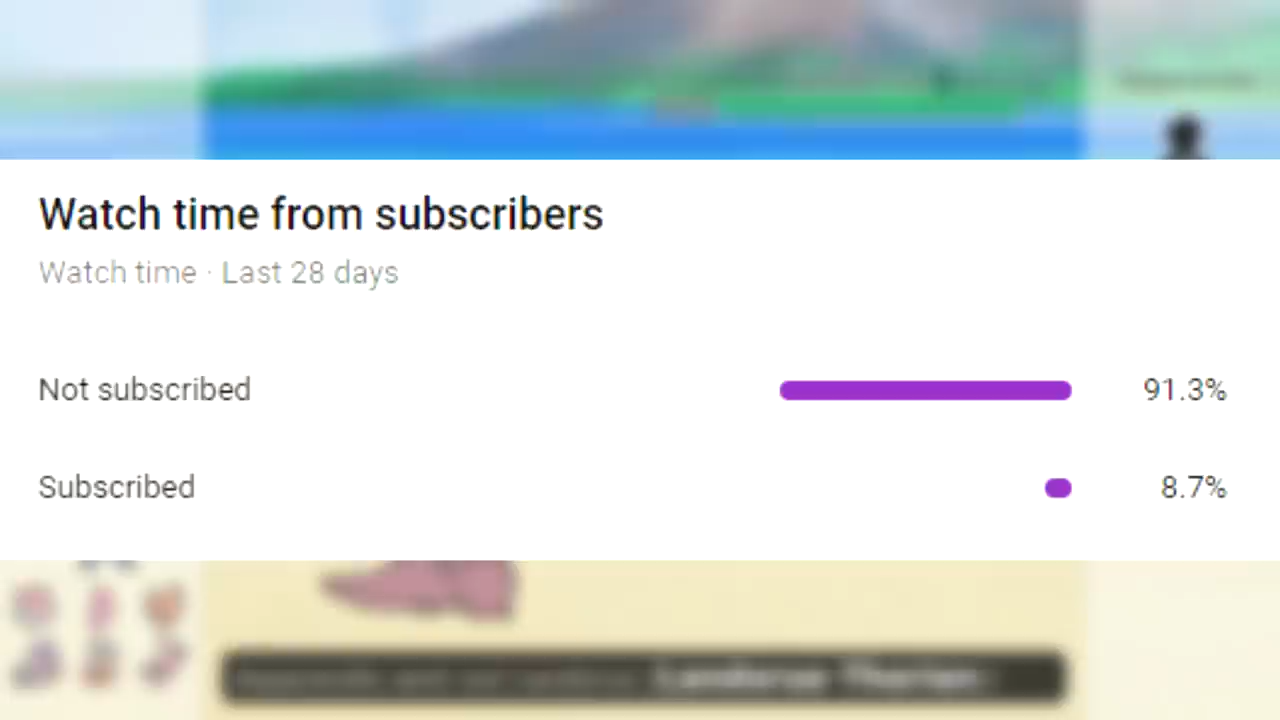 Watch time from subscribers
Watch time · Last 28 days
Not subscribed 91.3%
Subscribed 8.7%